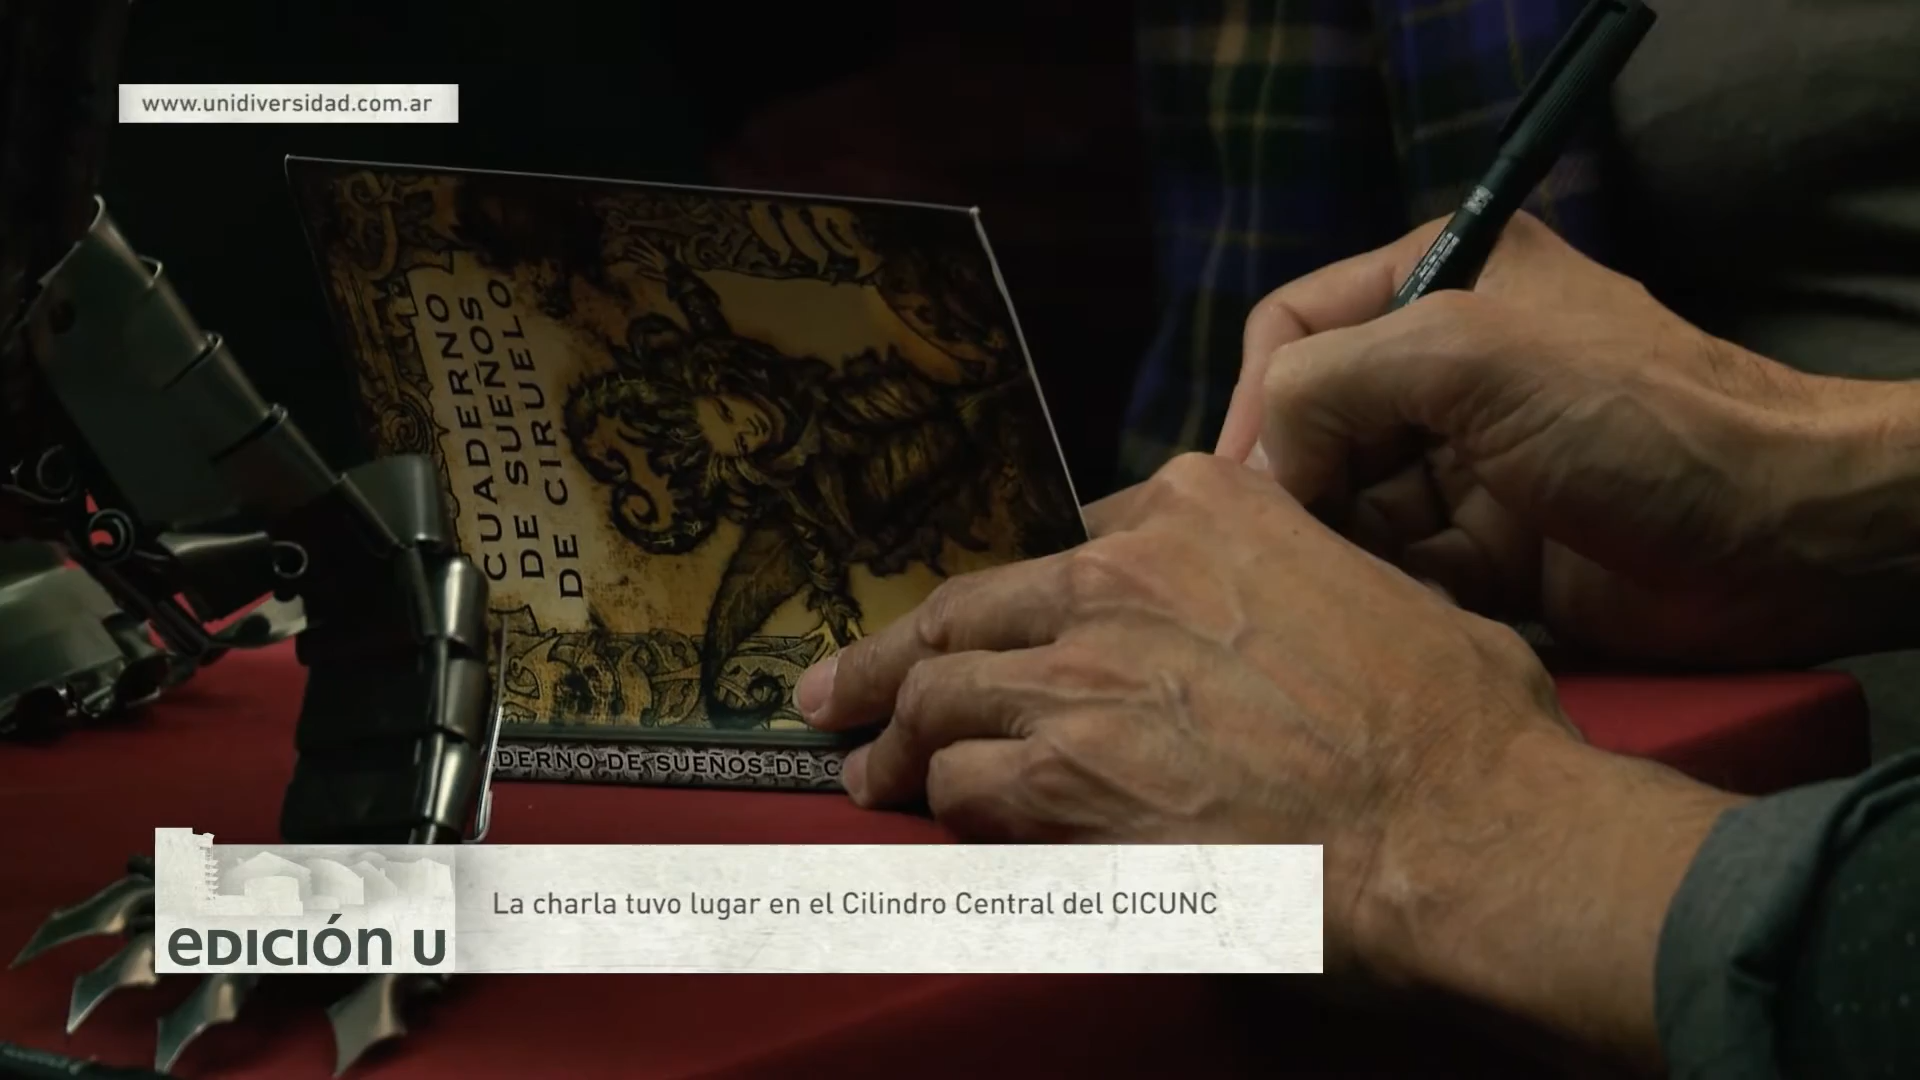 www.unidiversidad.com.ar
CUADERNO
DE SUEÑOS
DE CIRUELO
DERNO DE SUEÑOS DE C
La charla tuvo lugar en el Cilindro Central del CICUNC
eDICIÓn U